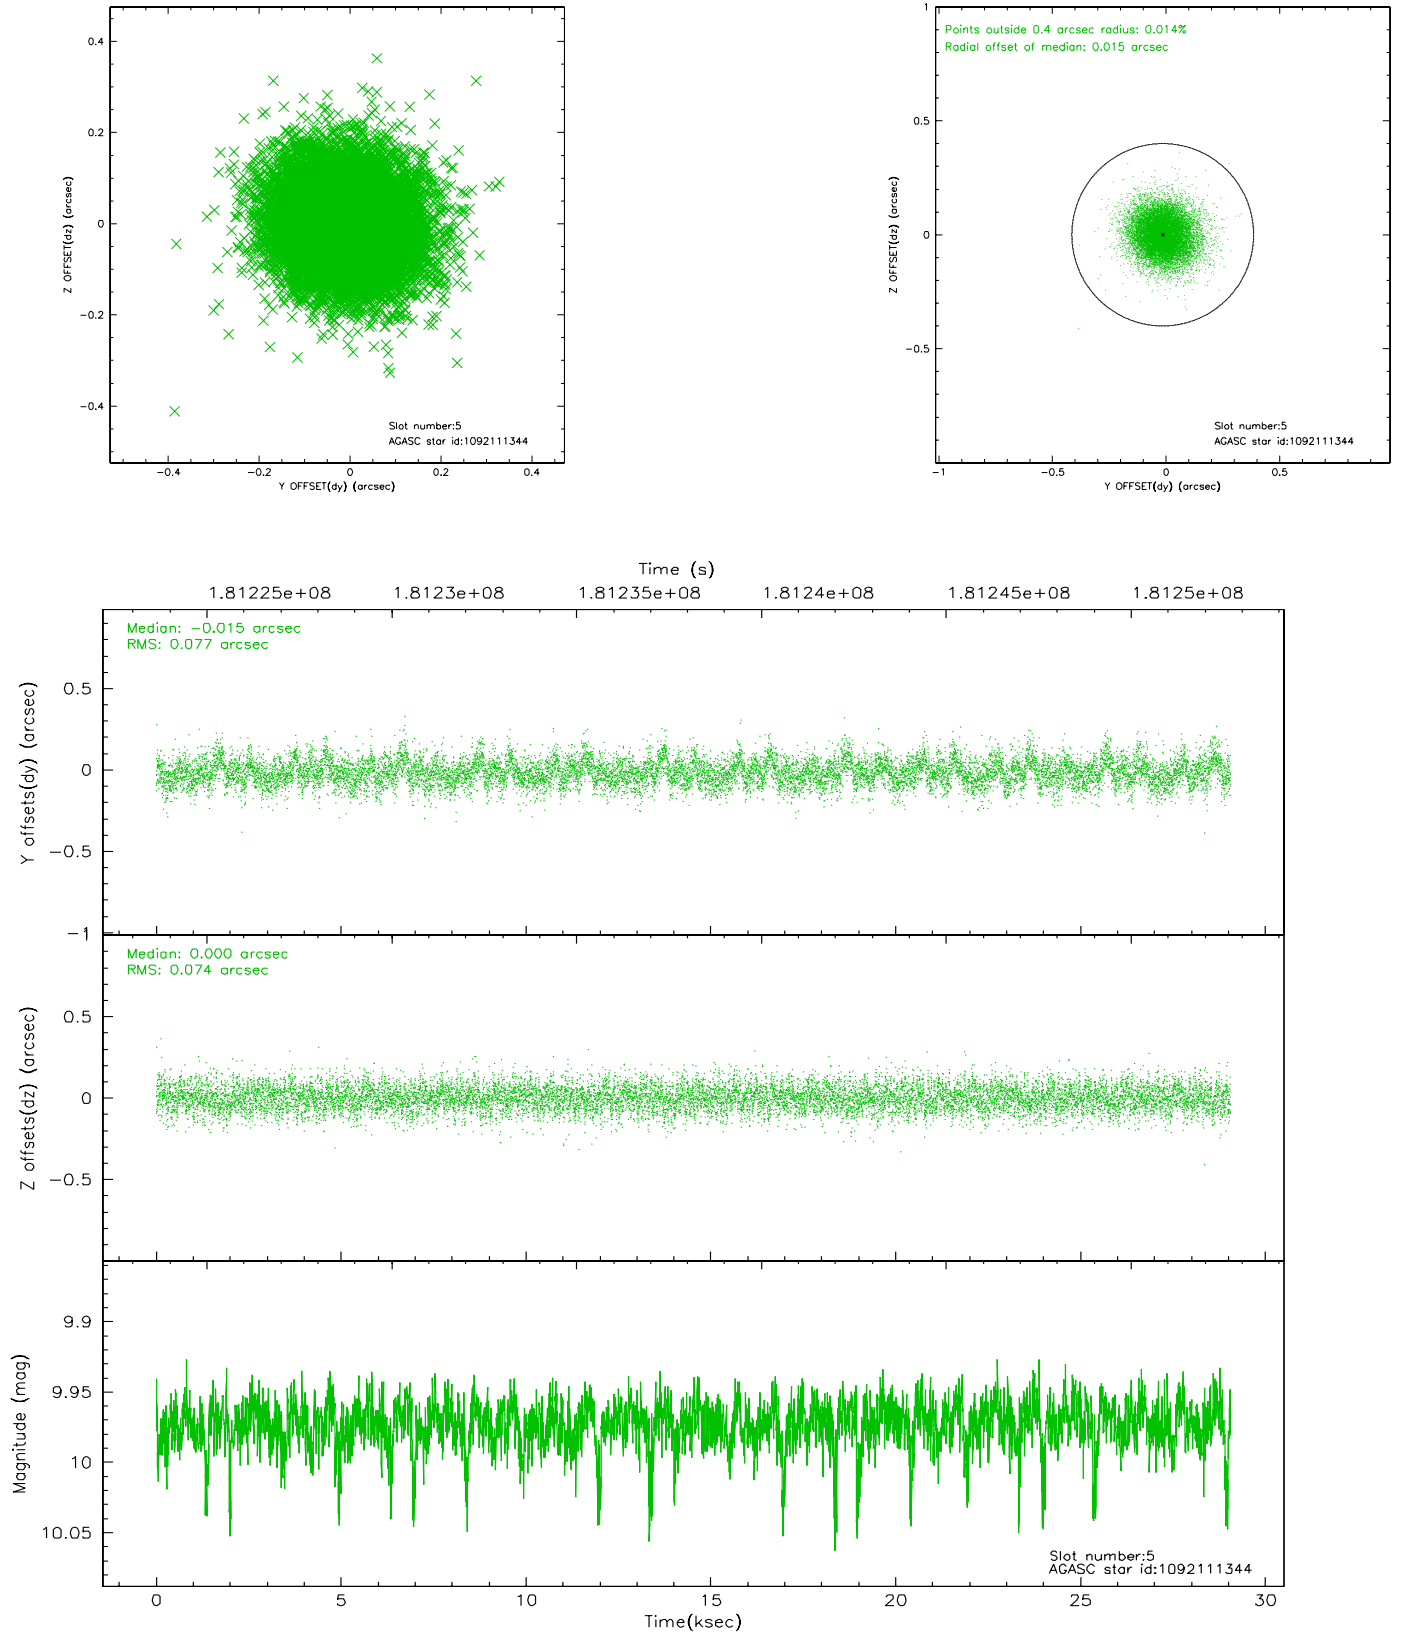 0.4
0.2
0
−0.2
−0.4
Z OFFSET(dz) (arcsec)
Slot number:5
AGASC star id:1092111344
−0.4 −0.2 0 0.2 0.4
Y OFFSET(dy) (arcsec)
Points outside 0.4 arcsec radius: 0.014%
Radial offset of median: 0.015 arcsec
1
0.5
0
−0.5
Z OFFSET(dz) (arcsec)
Slot number:5
AGASC star id:1092111344
−1 −0.5 0 0.5
Y OFFSET(dy) (arcsec)
Time (s)
1.81225e+08 1.8123e+08 1.81235e+08 1.8124e+08 1.81245e+08 1.8125e+08
Median: −0.015 arcsec
RMS: 0.077 arcsec
0.5
0
−0.5
−1
Y offsets(dy) (arcsec)
Median: 0.000 arcsec
RMS: 0.074 arcsec
0.5
0
−0.5
Z offsets(dz) (arcsec)
9.9
9.95
10
10.05
Magnitude (mag)
Slot number:5
AGASC star id:1092111344
0 5 10 15 20 25 30
Time(ksec)